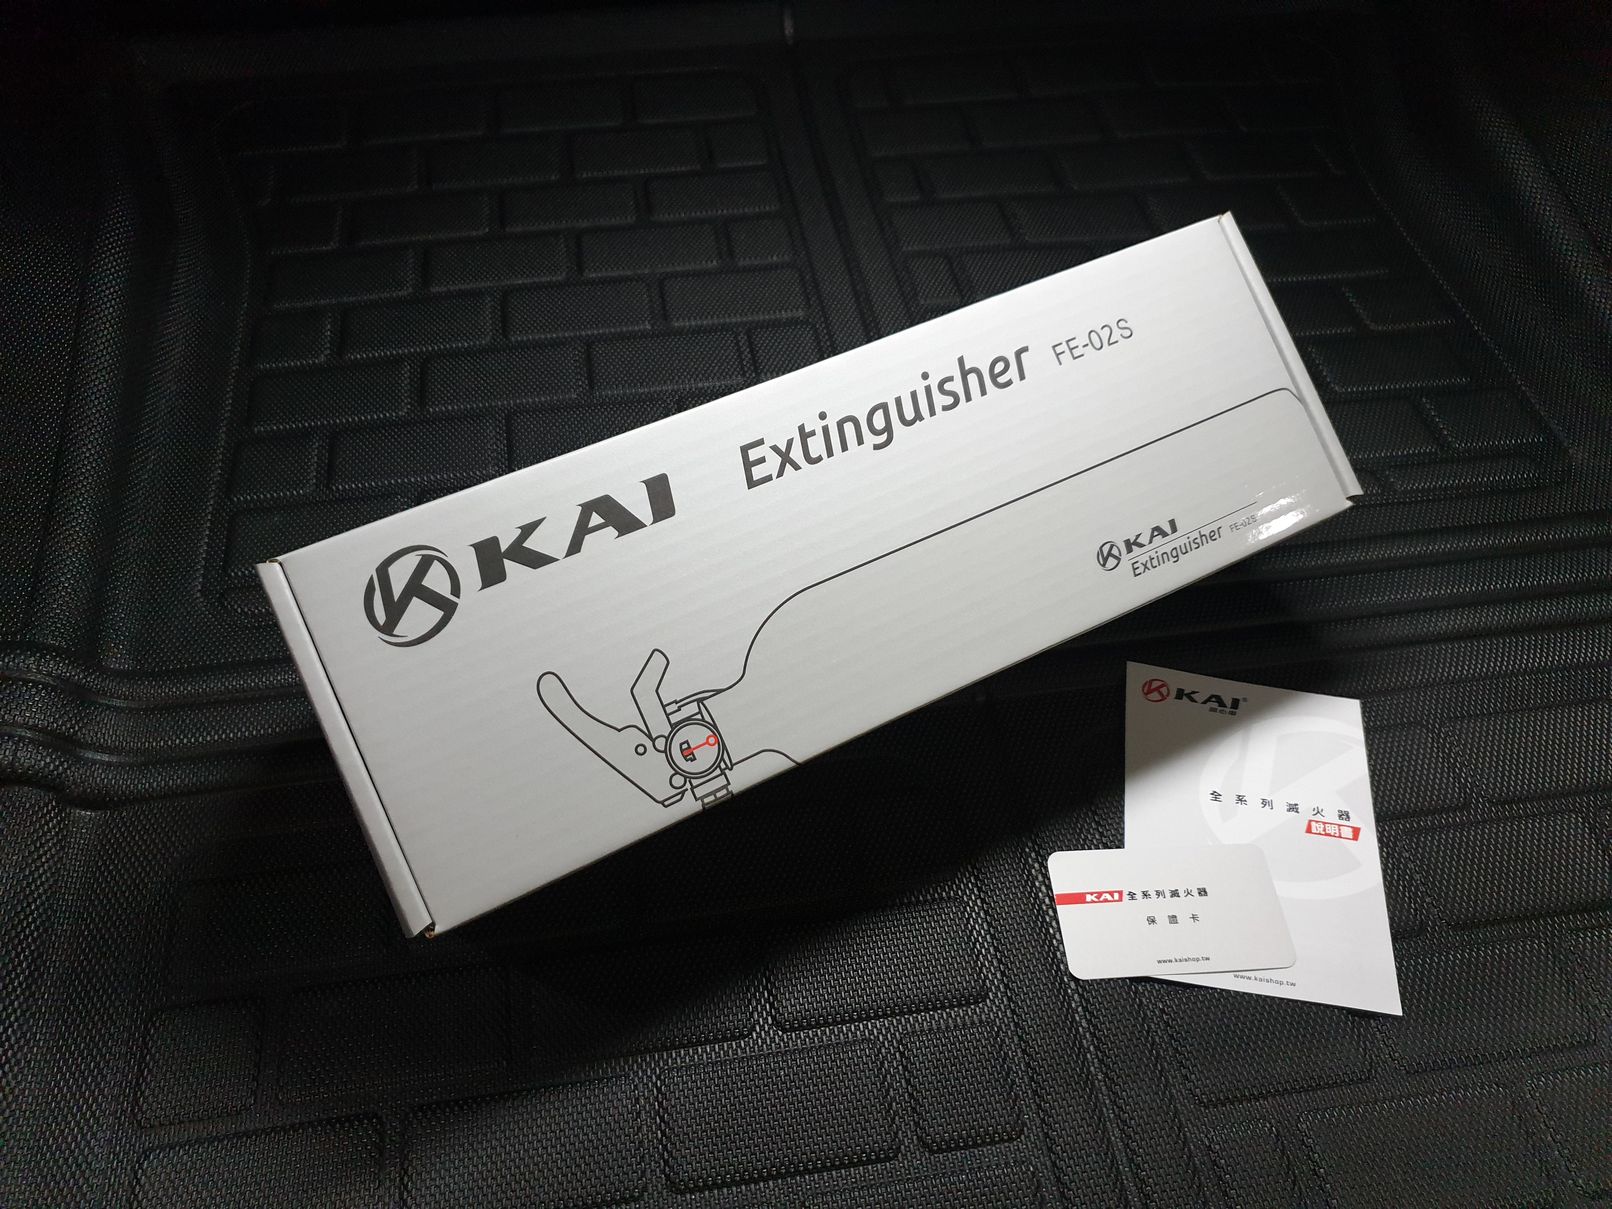 KAI Extinguisher FE-02S
KAI
Extinguisher FE-02S
KAI®
全系列滅火器
說明書
www.kaishop.tw
KAI 全系列滅火器
保證卡
www.kaishop.tw